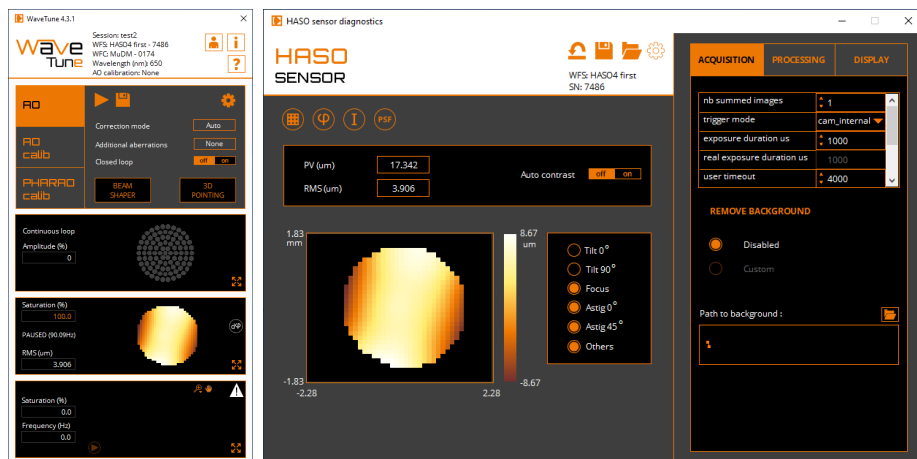 WaveTune 4.3.1
Wave
Tune
Session: test2
WFS: HASO4 first - 7486
WFC: MuDM - 0174
Wavelength (nm): 650
AO calibration: None
i
?
AO
AO
calib
PHARAO
calib
Correction mode
Auto
Additional aberrations
None
Closed loop
off on
BEAM
SHAPER
3D
POINTING
Continuous loop
Amplitude (%)
0
Saturation (%)
100.0
PAUSED (90.09Hz)
RMS (um)
3.906
dφ
Saturation (%)
0.0
Frequency (Hz)
0.0
HASO sensor diagnostics
HASO
SENSOR
WFS: HASO4 first
SN: 7486
φ
I
PSF
PV (um)
17.342
RMS (um)
3.906
Auto contrast
off on
1.83
mm
-1.83
-2.28
2.28
8.67
um
-8.67
Tilt 0°
Tilt 90°
Focus
Astig 0°
Astig 45°
Others
ACQUISITION
PROCESSING
DISPLAY
nb summed images
1
trigger mode
cam_internal
exposure duration us
1000
real exposure duration us
1000
user timeout
4000
REMOVE BACKGROUND
Disabled
Custom
Path to background :